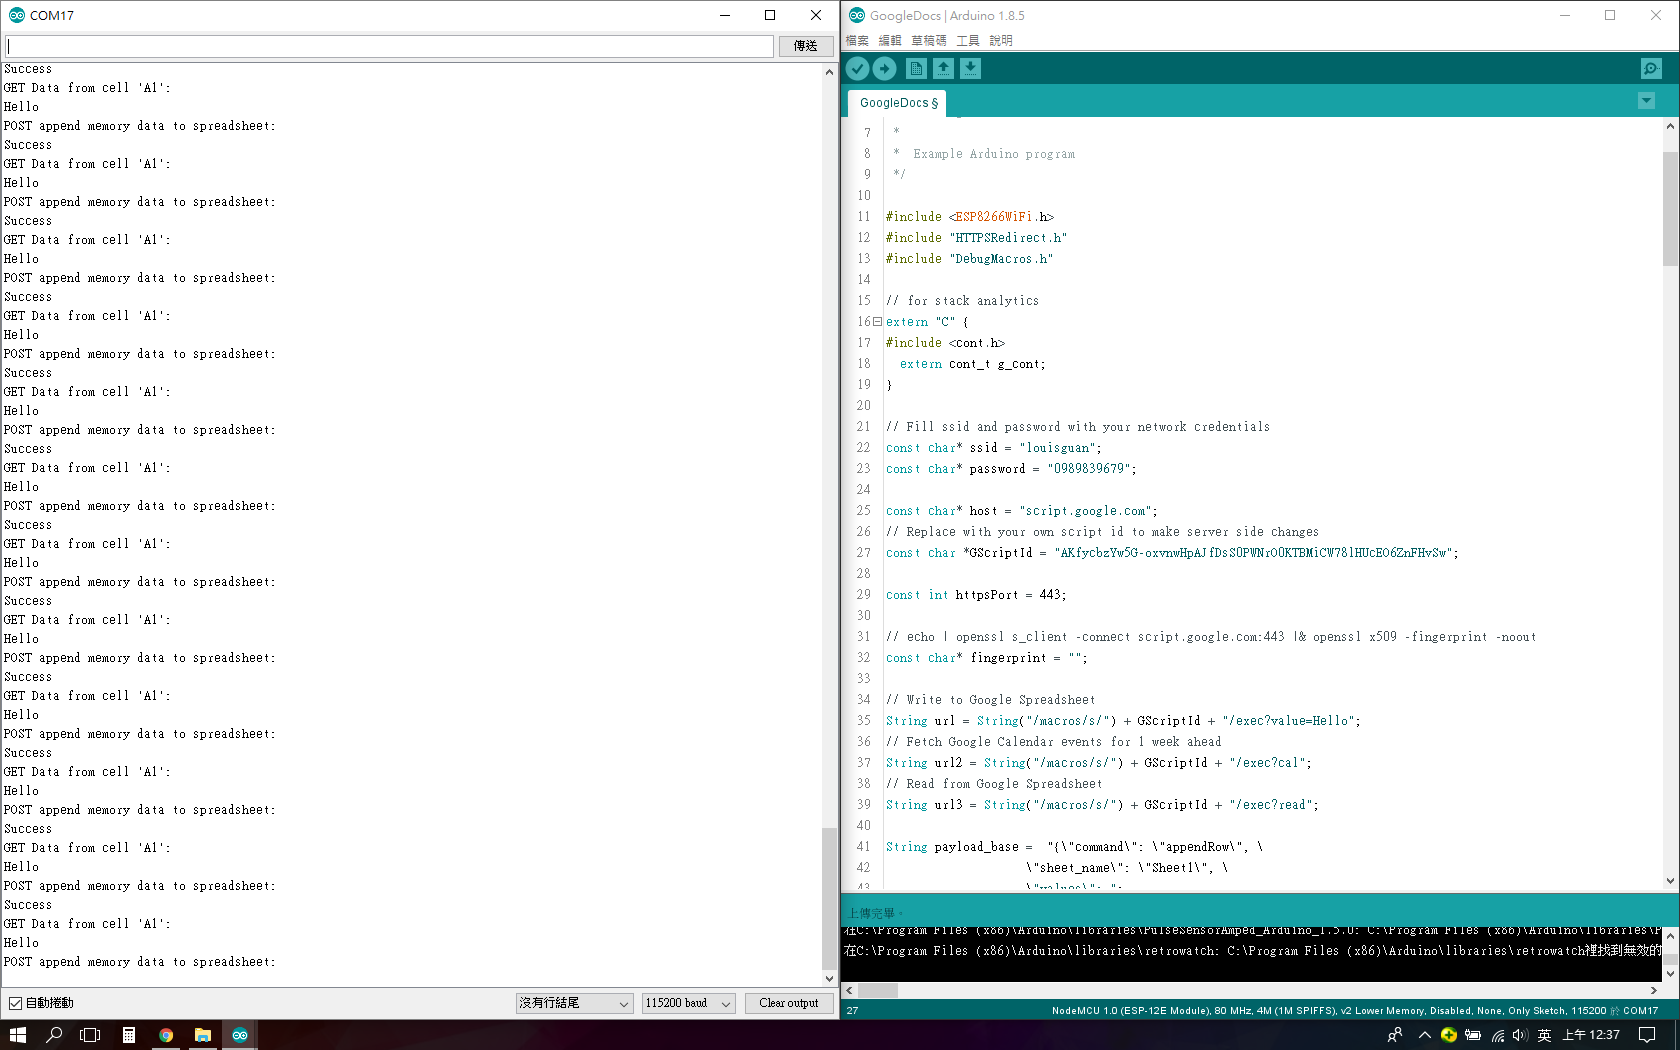 COM17
傳送
Success
GET Data from cell 'A1':
Hello
POST append memory data to spreadsheet:
Success
GET Data from cell 'A1':
Hello
POST append memory data to spreadsheet:
Success
GET Data from cell 'A1':
Hello
POST append memory data to spreadsheet:
Success
GET Data from cell 'A1':
Hello
POST append memory data to spreadsheet:
Success
GET Data from cell 'A1':
Hello
POST append memory data to spreadsheet:
Success
GET Data from cell 'A1':
Hello
POST append memory data to spreadsheet:
Success
GET Data from cell 'A1':
Hello
POST append memory data to spreadsheet:
Success
GET Data from cell 'A1':
Hello
POST append memory data to spreadsheet:
Success
GET Data from cell 'A1':
Hello
POST append memory data to spreadsheet:
Success
GET Data from cell 'A1':
Hello
POST append memory data to spreadsheet:
Success
GET Data from cell 'A1':
Hello
POST append memory data to spreadsheet:
Success
GET Data from cell 'A1':
Hello
POST append memory data to spreadsheet:
自動捲動
沒有行結尾
115200 baud
Clear output
GoogleDocs | Arduino 1.8.5
檔案 編輯 草稿碼 工具 說明
GoogleDocs §
7 *
8 * Example Arduino program
9 */
10
11 #include <ESP8266WiFi.h>
12 #include "HTTPSRedirect.h"
13 #include "DebugMacros.h"
14
15 // for stack analytics
16 extern "C" {
17 #include <cont.h>
18 extern cont_t g_cont;
19 }
20
21 // Fill ssid and password with your network credentials
22 const char* ssid = "louisguan";
23 const char* password = "0989839679";
24
25 const char* host = "script.google.com";
26 // Replace with your own script id to make server side changes
27 const char *GScriptId = "AKfycbzYw5G-oxvnwHpAJfDsS0PWNrO0KTBMiCW78lHUcEO6ZnFHvSw";
28
29 const int httpsPort = 443;
30
31 // echo | openssl s_client -connect script.google.com:443 |& openssl x509 -fingerprint -noout
32 const char* fingerprint = "";
33
34 // Write to Google Spreadsheet
35 String url = String("/macros/s/") + GScriptId + "/exec?value=Hello";
36 // Fetch Google Calendar events for 1 week ahead
37 String url2 = String("/macros/s/") + GScriptId + "/exec?cal";
38 // Read from Google Spreadsheet
39 String url3 = String("/macros/s/") + GScriptId + "/exec?read";
40
41 String payload_base = "{\"command\": \"appendRow\", \
42 \"sheet_name\": \"Sheet1\", \
43 \"values\": ";
上傳完畢。
在C:\Program Files (x86)\Arduino\libraries\PulseSensorAmped_Arduino_1.5.0: C:\Program Files (x86)\Arduino\libraries\P
在C:\Program Files (x86)\Arduino\libraries\retrowatch: C:\Program Files (x86)\Arduino\libraries\retrowatch裡找到無效的
27
NodeMCU 1.0 (ESP-12E Module), 80 MHz, 4M (1M SPIFFS), v2 Lower Memory, Disabled, None, Only Sketch, 115200 於 COM17
英
上午 12:37